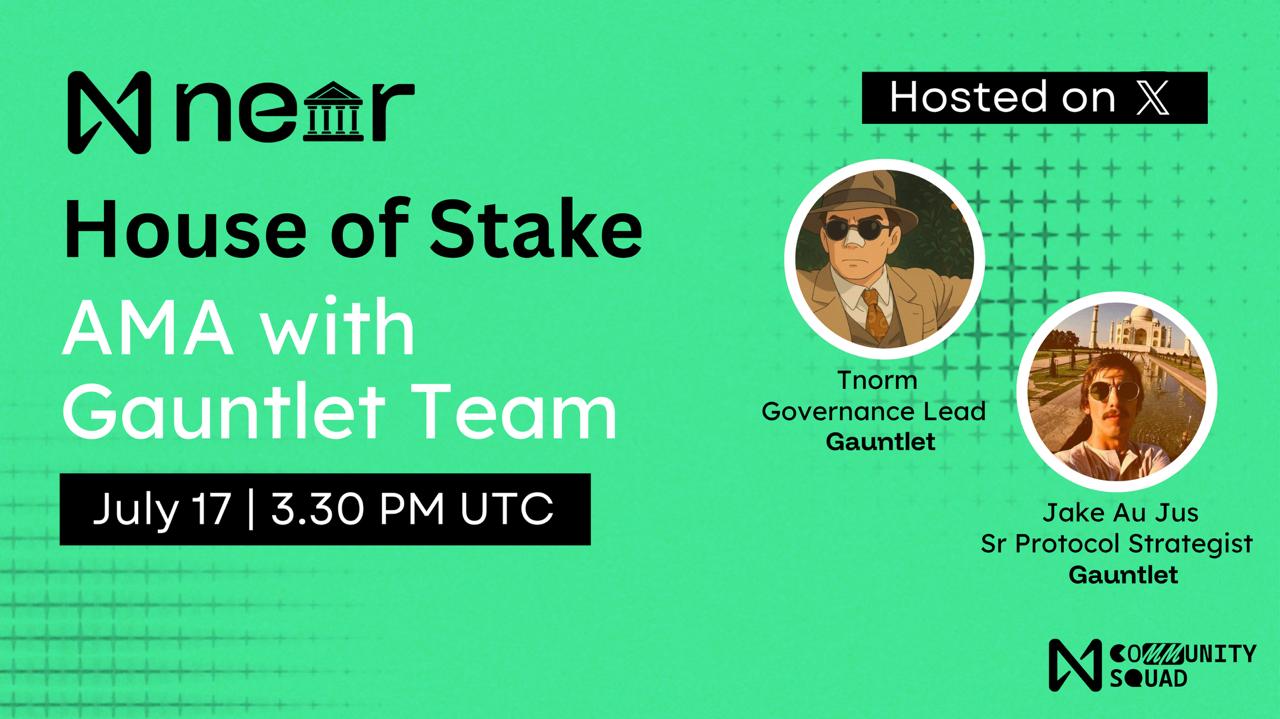 near
House of Stake
AMA with
Gauntlet Team
July 17 | 3.30 PM UTC
Hosted on X
Tnorm
Governance Lead
Gauntlet
Jake Au Jus
Sr Protocol Strategist
Gauntlet
COMMUNITY
SQUAD